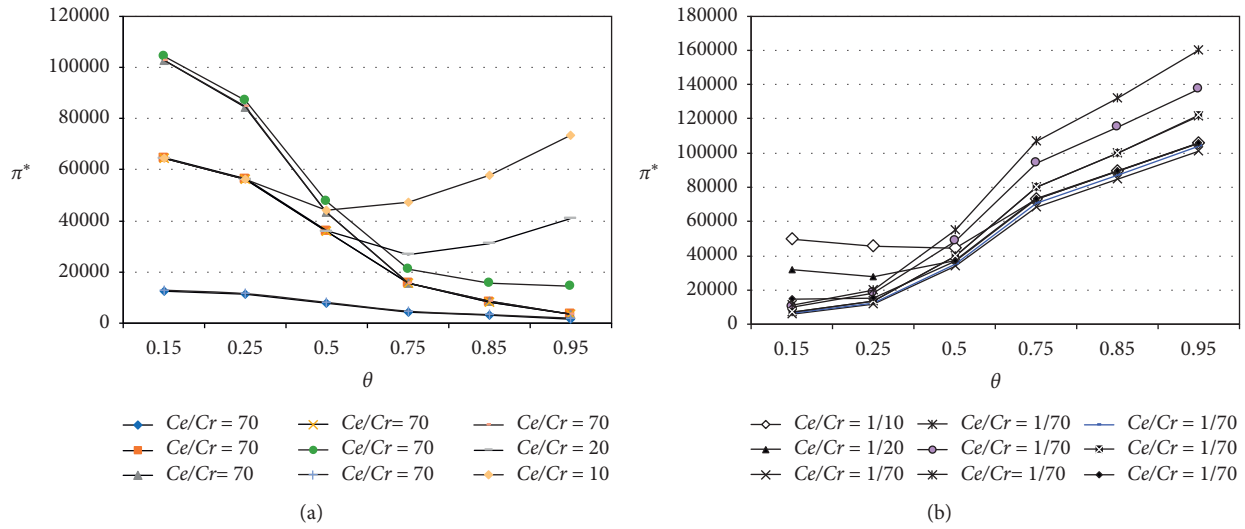 120000
100000
80000
60000
40000
20000
0
π*
0.15 0.25 0.5 0.75 0.85 0.95
θ
Ce/Cr = 70 Ce/Cr= 70 Ce/Cr = 70
Ce/Cr = 70 Ce/Cr= 70 Ce/Cr = 20
Ce/Cr= 70 Ce/Cr= 70 Ce/Cr = 10
(a)
180000
160000
140000
120000
100000
80000
60000
40000
20000
0
π*
0.15 0.25 0.5 0.75 0.85 0.95
θ
Ce/Cr = 1/10 Ce/Cr = 1/70 Ce/Cr = 1/70
Ce/Cr = 1/20 Ce/Cr = 1/70 Ce/Cr = 1/70
Ce/Cr = 1/70 Ce/Cr= 1/70 Ce/Cr = 1/70
(b)